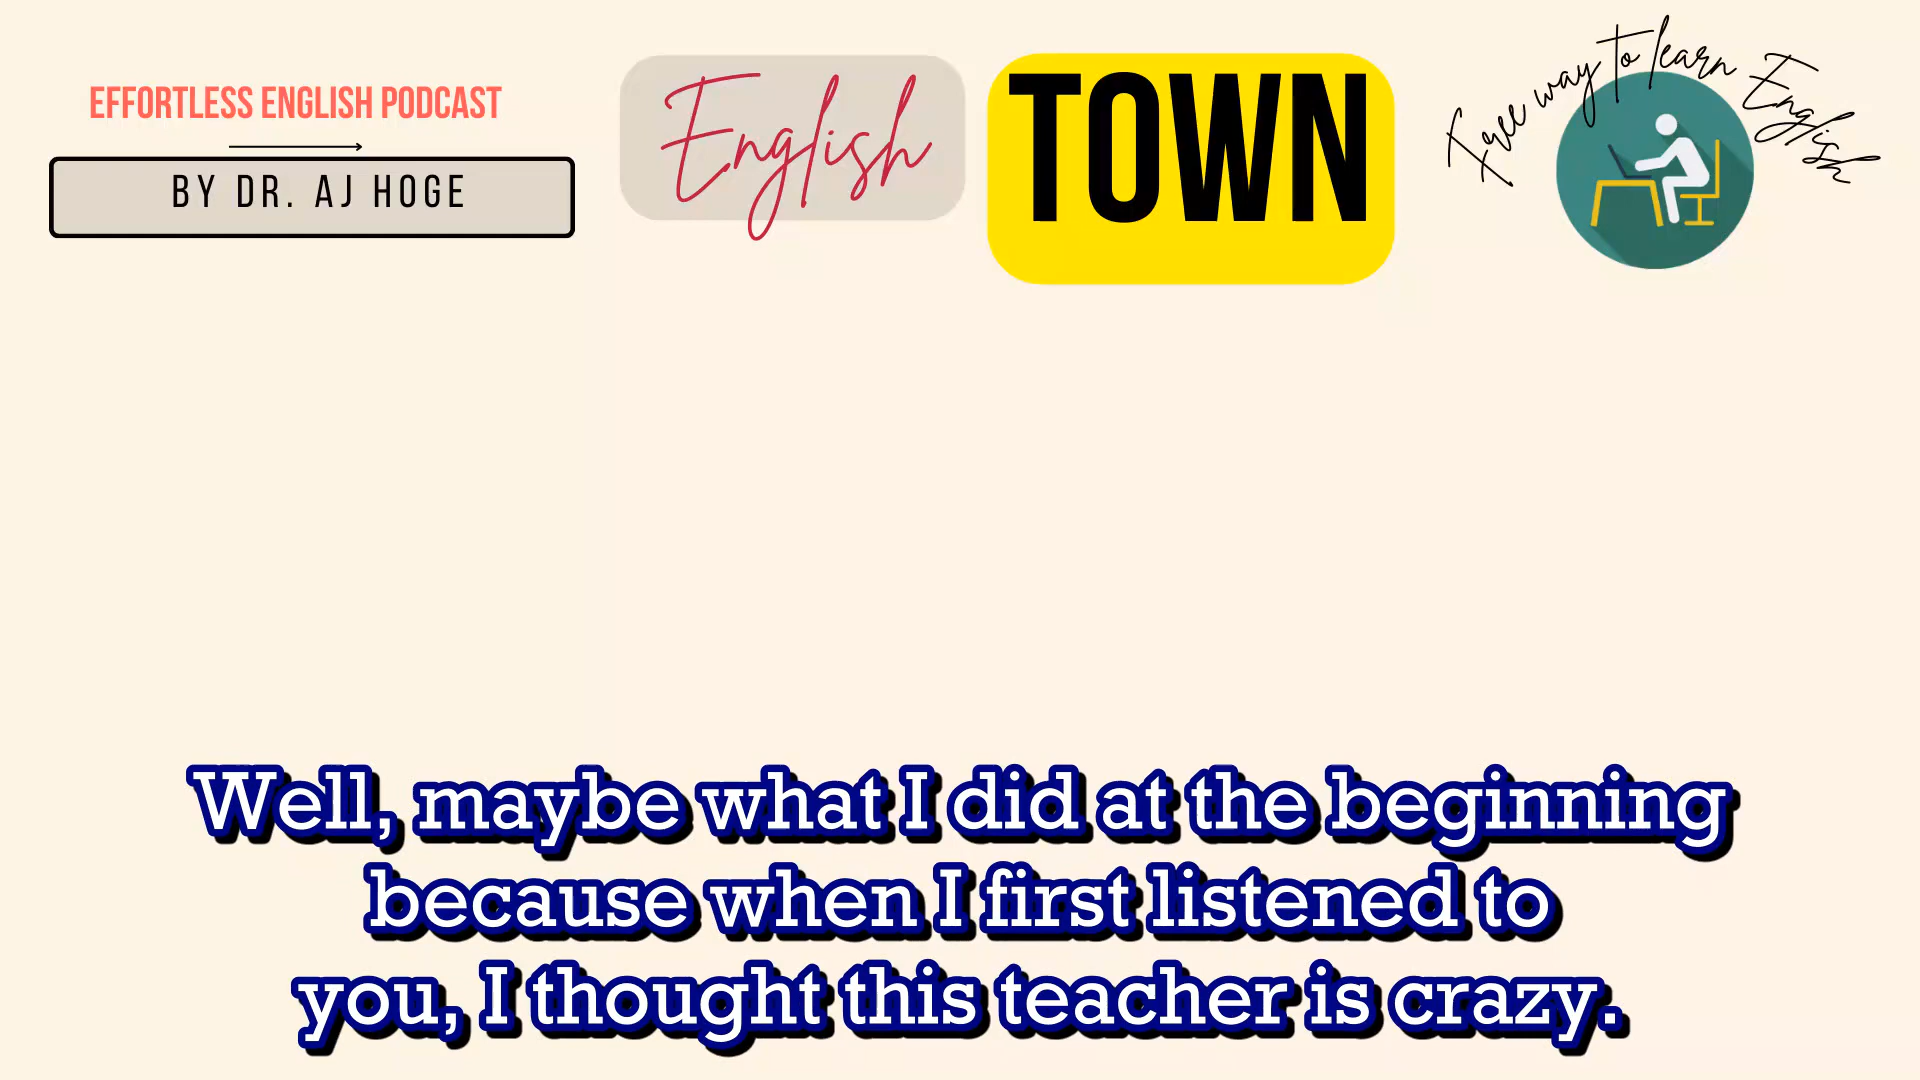 EFFORTLESS ENGLISH PODCAST
BY DR. AJ HOGE
English
TOWN
Free way to learn English
Well, maybe what I did at the beginning
because when I first listened to
you, I thought this teacher is crazy.